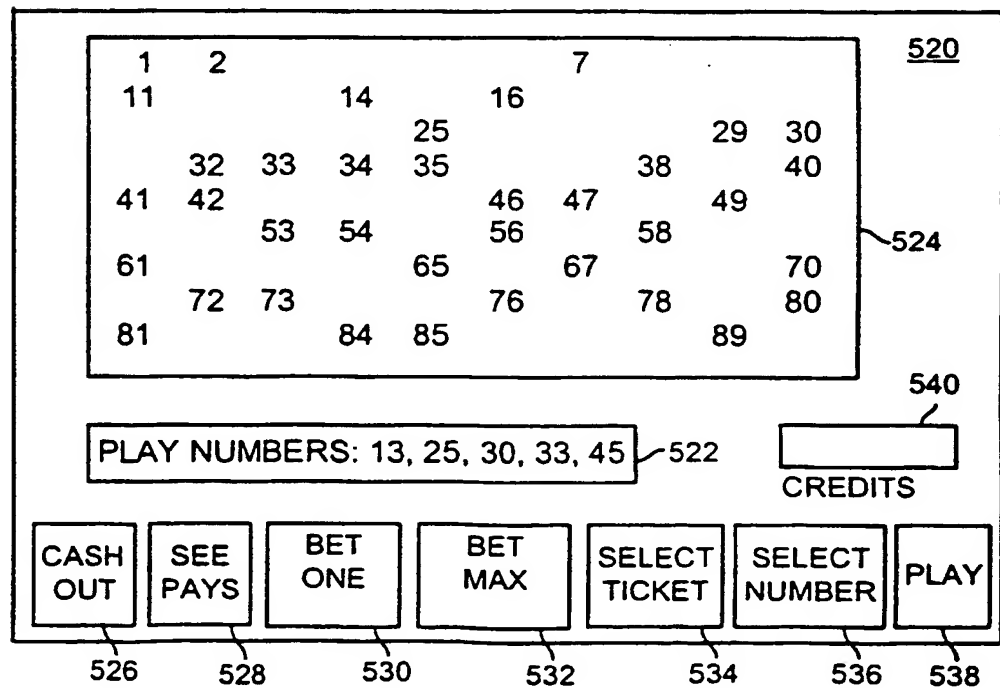 520
1 2 7
11 14 16
25 29 30
32 33 34 35 38 40
41 42 46 47 49
53 54 56 58
61 65 67 70
72 73 76 78 80
81 84 85 89
524
540
PLAY NUMBERS: 13, 25, 30, 33, 45
522
CREDITS
CASH OUT
SEE PAYS
BET ONE
BET MAX
SELECT TICKET
SELECT NUMBER
PLAY
526 528 530 532 534 536 538